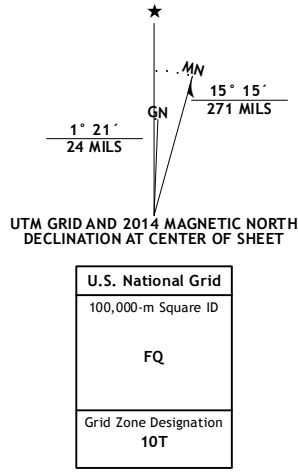 MN
GN
15° 15´
271 MILS
1° 21´
24 MILS
UTM GRID AND 2014 MAGNETIC NORTH
DECLINATION AT CENTER OF SHEET
U.S. National Grid
100,000-m Square ID
FQ
Grid Zone Designation
10T